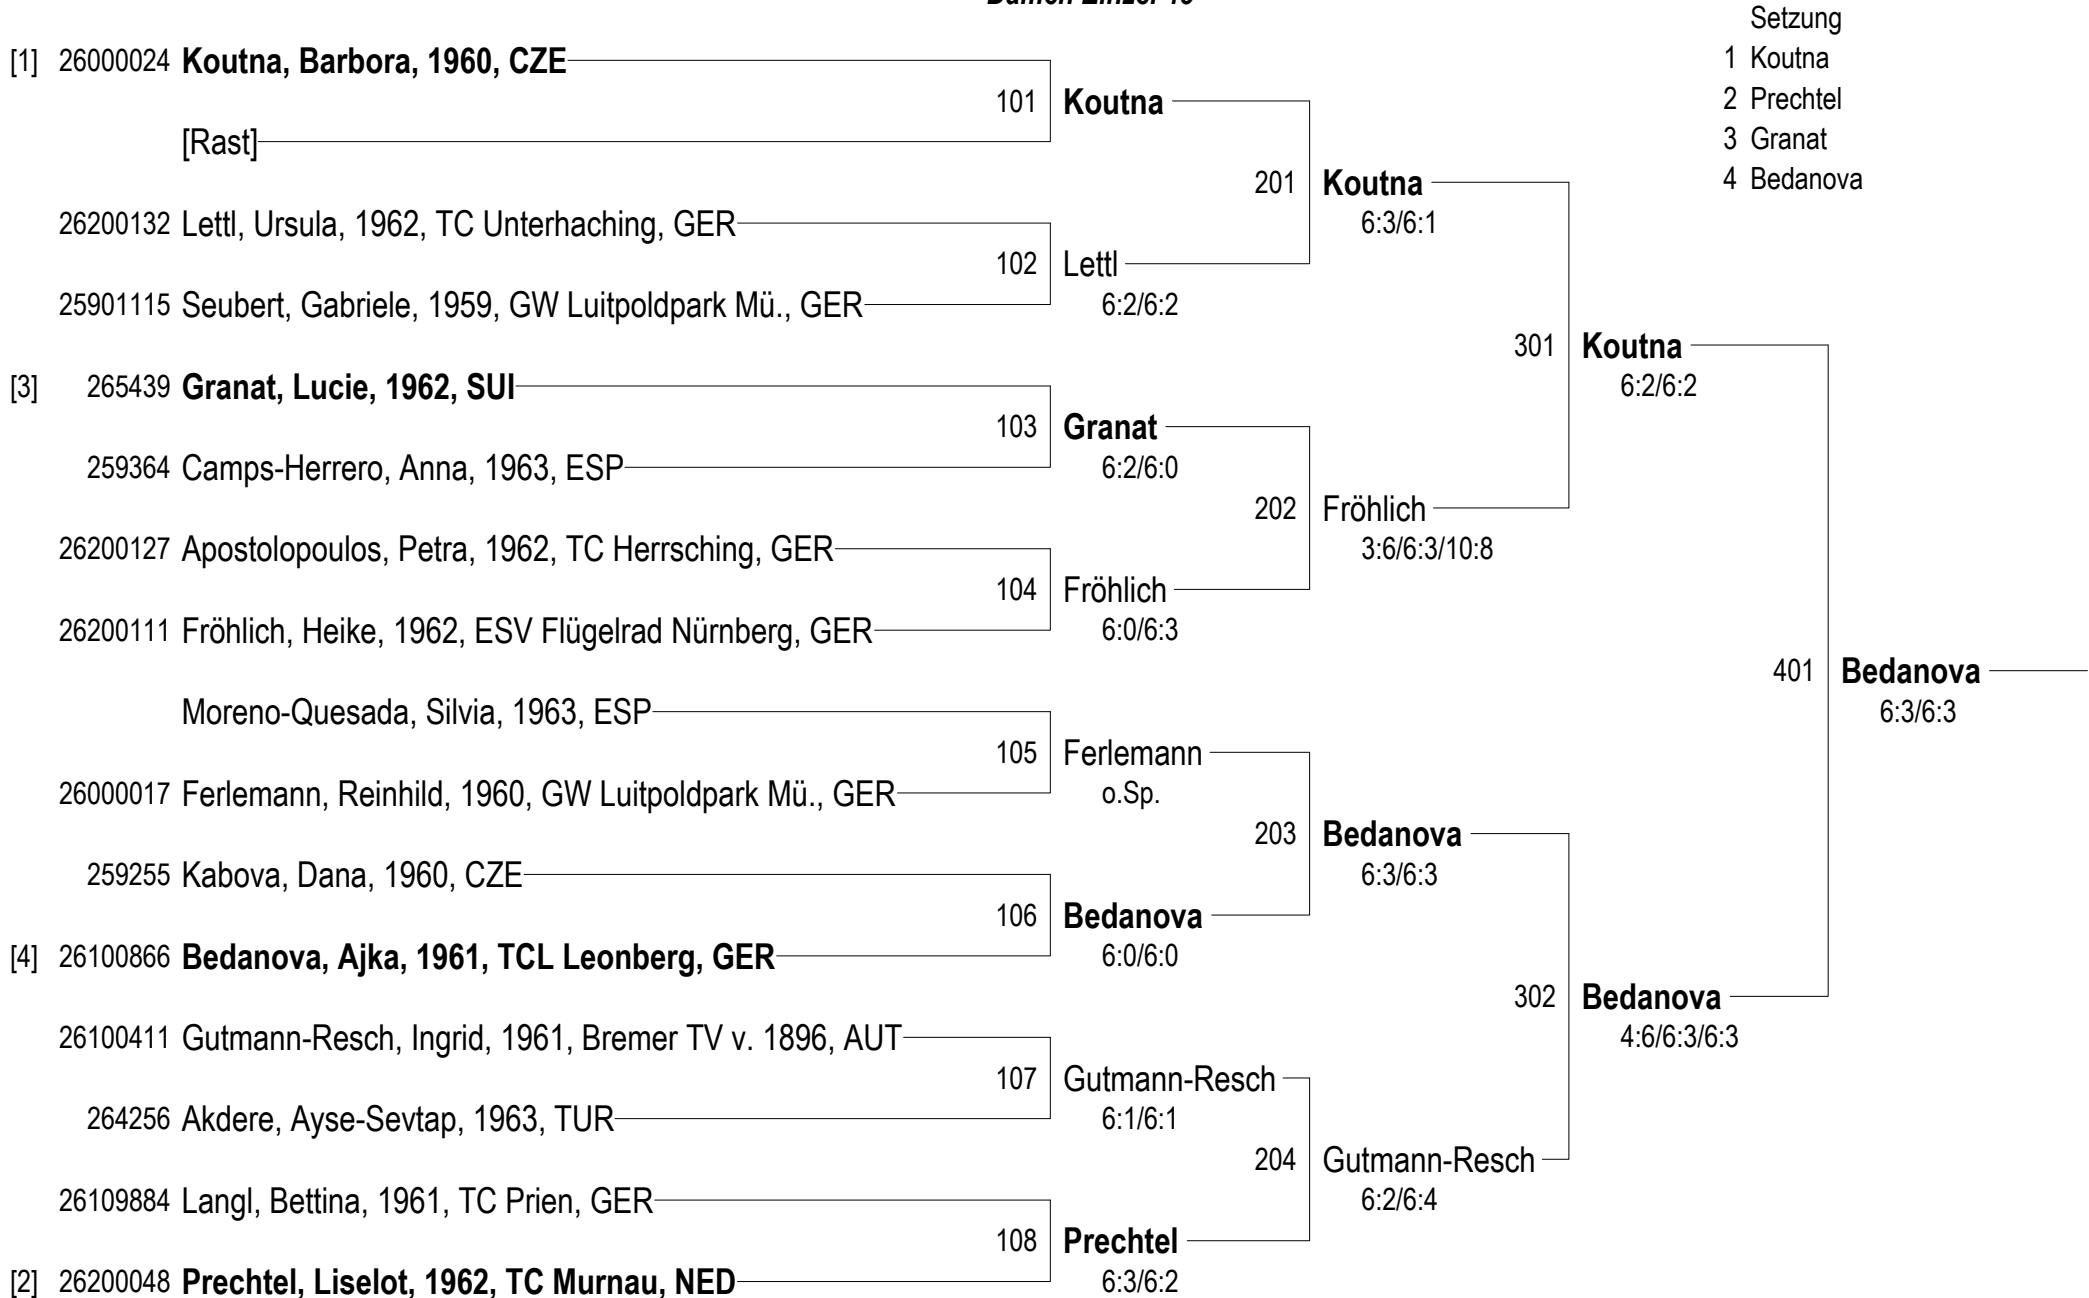 Setzung
[1] 26000024 Koutna, Barbora, 1960, CZE
1 Koutna
101 Koutna
2 Prechtel
[Rast]
3 Granat
201 Koutna
4 Bedanova
26200132 Lettl, Ursula, 1962, TC Unterhaching, GER
6:3/6:1
102 Lettl
25901115 Seubert, Gabriele, 1959, GW Luitpoldpark Mü., GER
6:2/6:2
301 Koutna
[3] 265439 Granat, Lucie, 1962, SUI
6:2/6:2
103 Granat
259364 Camps-Herrero, Anna, 1963, ESP
6:2/6:0
202 Fröhlich
26200127 Apostolopoulos, Petra, 1962, TC Herrsching, GER
3:6/6:3/10:8
104 Fröhlich
26200111 Fröhlich, Heike, 1962, ESV Flügelrad Nürnberg, GER
6:0/6:3
401 Bedanova
Moreno-Quesada, Silvia, 1963, ESP
6:3/6:3
105 Ferlemann
26000017 Ferlemann, Reinhild, 1960, GW Luitpoldpark Mü., GER
o.Sp.
203 Bedanova
259255 Kabova, Dana, 1960, CZE
6:3/6:3
106 Bedanova
[4] 26100866 Bedanova, Ajka, 1961, TCL Leonberg, GER
6:0/6:0
302 Bedanova
26100411 Gutmann-Resch, Ingrid, 1961, Bremer TV v. 1896, AUT
4:6/6:3/6:3
107 Gutmann-Resch
264256 Akdere, Ayse-Sevtap, 1963, TUR
6:1/6:1
204 Gutmann-Resch
26109884 Langl, Bettina, 1961, TC Prien, GER
6:2/6:4
108 Prechtel
[2] 26200048 Prechtel, Liselot, 1962, TC Murnau, NED
6:3/6:2